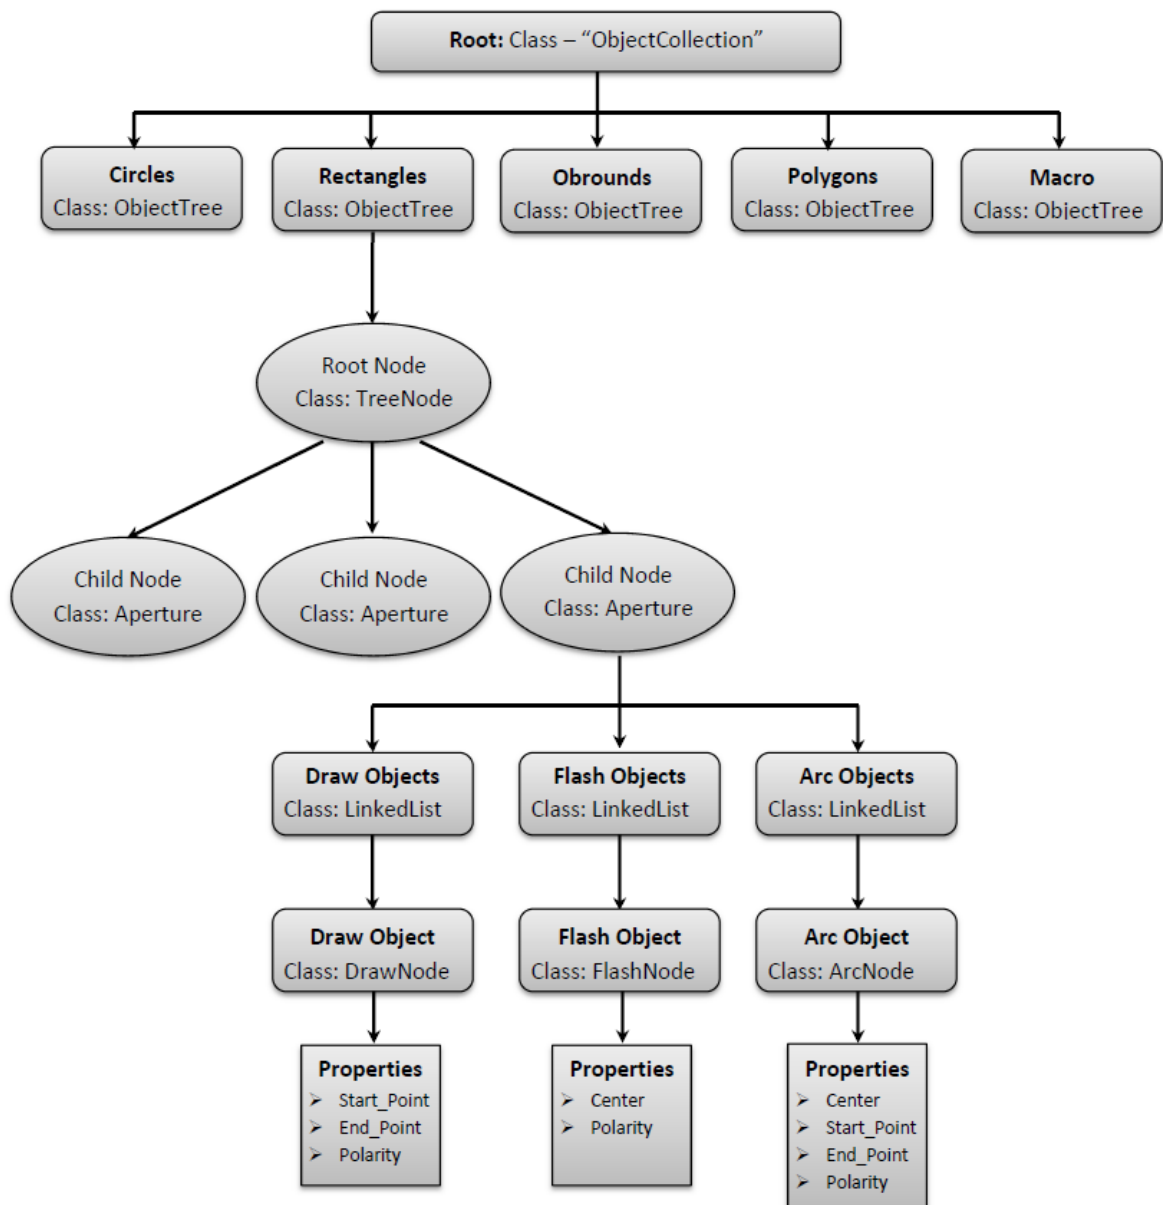 Root: Class – “ObjectCollection”
Circles
Class: ObjectTree
Rectangles
Class: ObjectTree
Obrounds
Class: ObjectTree
Polygons
Class: ObjectTree
Macro
Class: ObjectTree
Root Node
Class: TreeNode
Child Node
Class: Aperture
Child Node
Class: Aperture
Child Node
Class: Aperture
Draw Objects
Class: LinkedList
Flash Objects
Class: LinkedList
Arc Objects
Class: LinkedList
Draw Object
Class: DrawNode
Flash Object
Class: FlashNode
Arc Object
Class: ArcNode
Properties
➢ Start_Point
➢ End_Point
➢ Polarity
Properties
➢ Center
➢ Polarity
Properties
➢ Center
➢ Start_Point
➢ End_Point
➢ Polarity